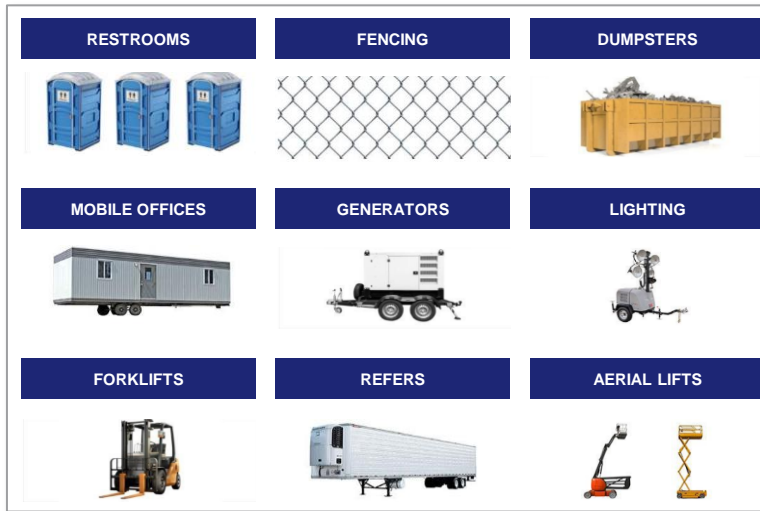 RESTROOMS
FENCING
DUMPSTERS
MOBILE OFFICES
GENERATORS
LIGHTING
FORKLIFTS
REFERS
AERIAL LIFTS